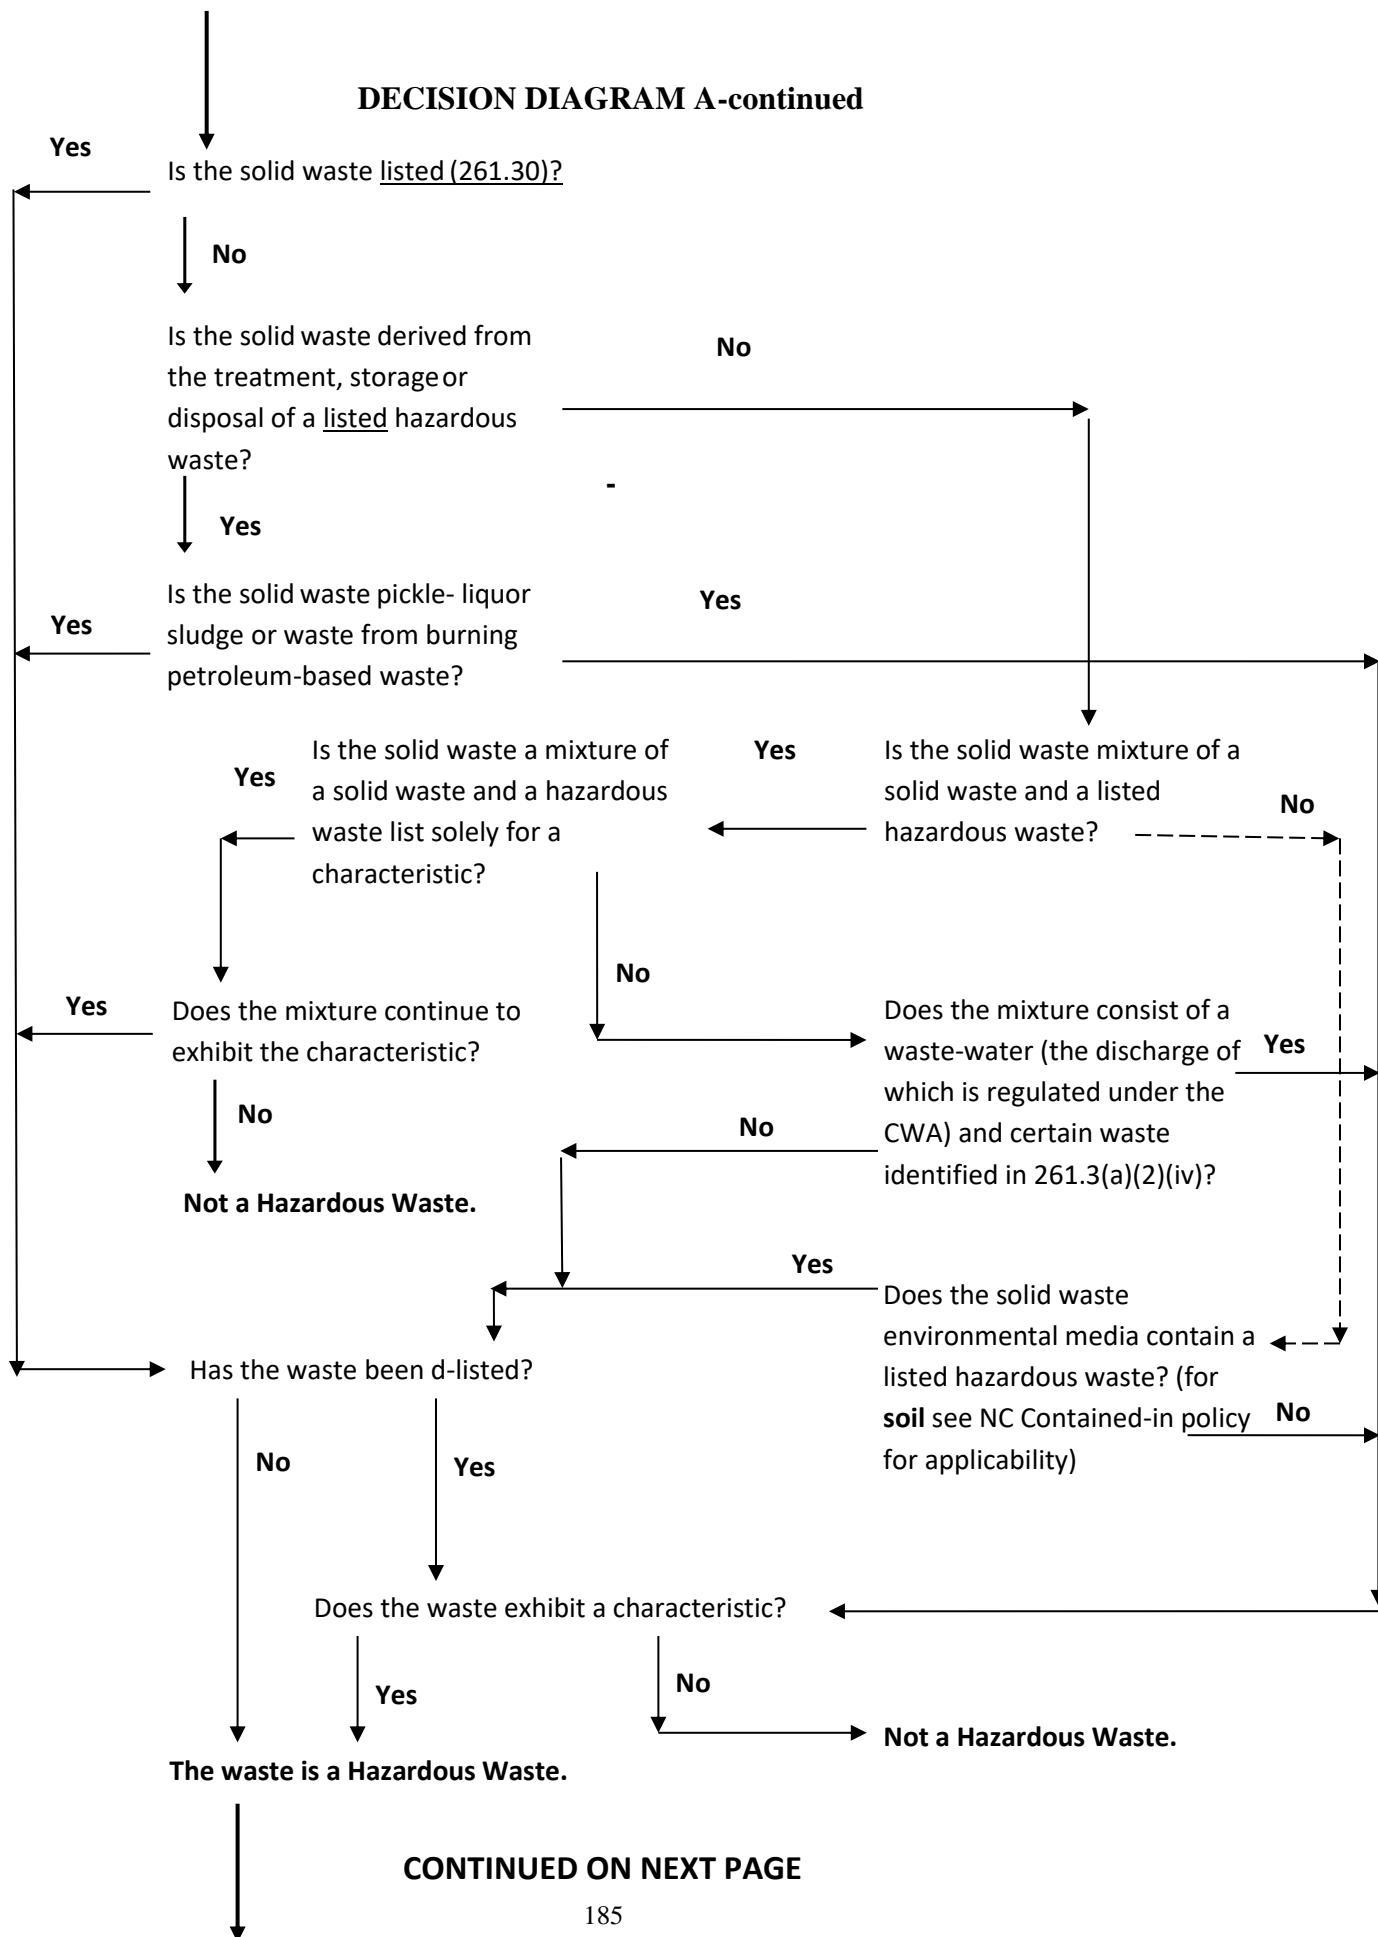 DECISION DIAGRAM A-continued
Yes
Is the solid waste listed (261.30)?
No
Is the solid waste derived from
the treatment, storage or
disposal of a listed hazardous
waste?
No
-
Yes
Is the solid waste pickle- liquor
sludge or waste from burning
petroleum-based waste?
Yes
Yes
Is the solid waste a mixture of
a solid waste and a hazardous
waste list solely for a
characteristic?
Yes
Yes
Is the solid waste mixture of a
solid waste and a listed
hazardous waste?
No
No
Yes
Does the mixture continue to
exhibit the characteristic?
No
Not a Hazardous Waste.
Does the mixture consist of a
waste-water (the discharge of
which is regulated under the
CWA) and certain waste
identified in 261.3(a)(2)(iv)?
Yes
No
Yes
Does the solid waste
environmental media contain a
listed hazardous waste? (for
soil see NC Contained-in policy
for applicability)
No
Has the waste been d-listed?
No
Yes
Does the waste exhibit a characteristic?
Yes
No
Not a Hazardous Waste.
The waste is a Hazardous Waste.
CONTINUED ON NEXT PAGE
185